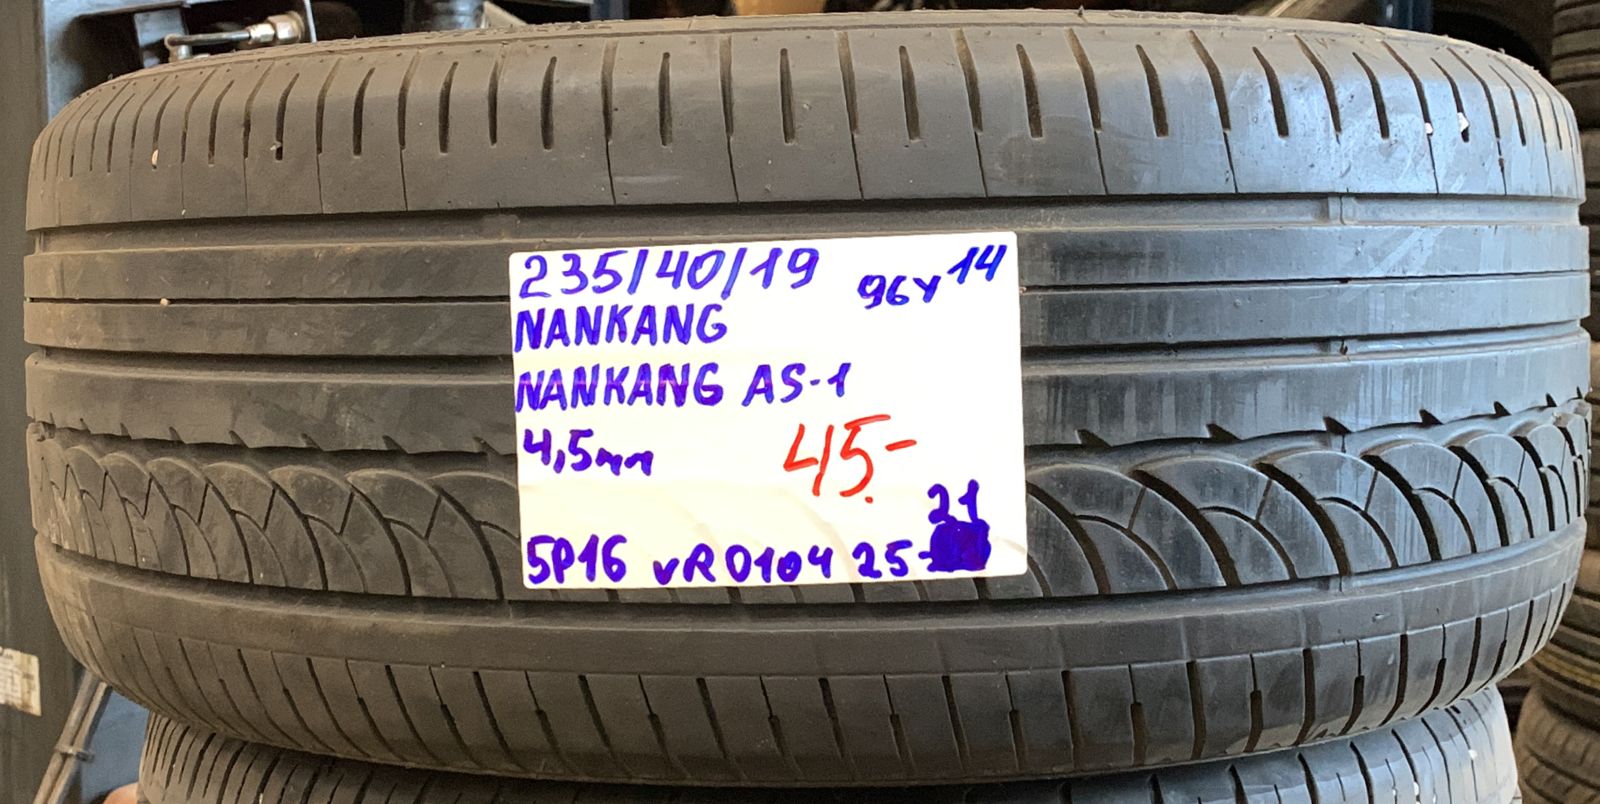 235/40/19 96Y 14
NANKANG
NANKANG AS-1
4,5mm 45.-
21
5P16 VR0104 25-